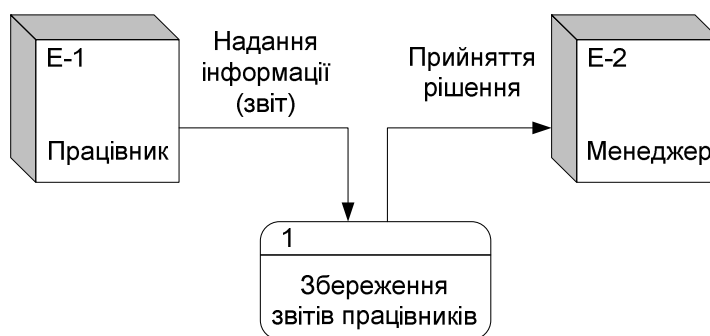 E-1
Працівник
Надання
інформації
(звіт)
Прийняття
рішення
E-2
Менеджер
1
Збереження
звітів працівників